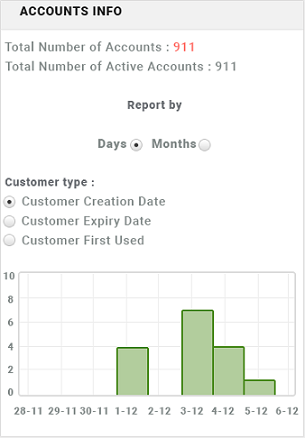 ACCOUNTS INFO
Total Number of Accounts : 911
Total Number of Active Accounts : 911
Report by
Days Months
Customer type :
Customer Creation Date
Customer Expiry Date
Customer First Used
10
8
6
4
2
0
28-11 29-11 30-11 1-12 2-12 3-12 4-12 5-12 6-12